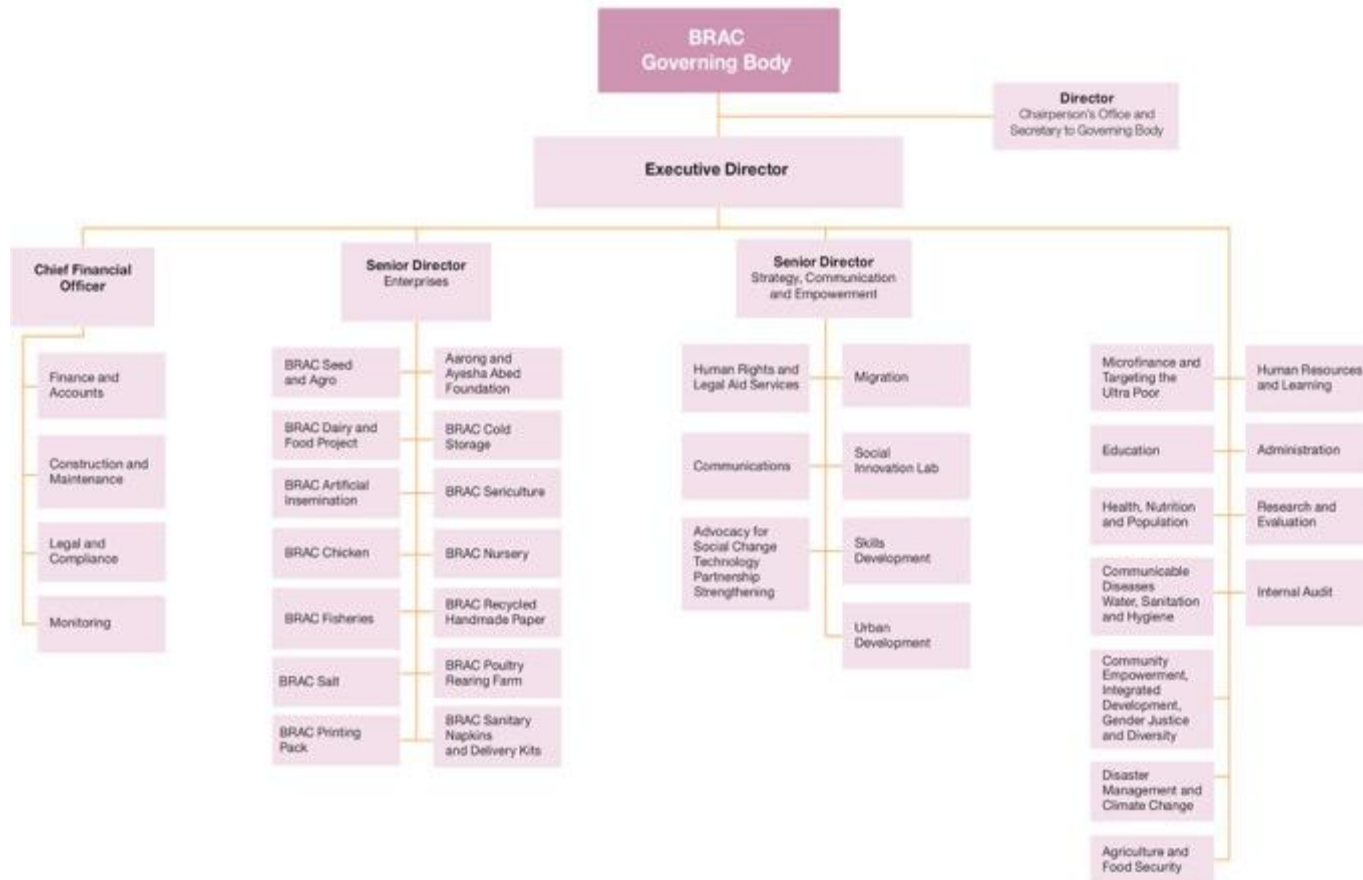 BRAC
Governing Body
Director
Chairperson's Office and
Secretary to Governing Body
Executive Director
Chief Financial
Officer
Finance and
Accounts
Construction and
Maintenance
Legal and
Compliance
Monitoring
Senior Director
Enterprises
BRAC Seed
and Agro
Aarong and
Ayesha Abed
Foundation
BRAC Dairy and
Food Project
BRAC Cold
Storage
BRAC Artificial
Insemination
BRAC Sericulture
BRAC Chicken
BRAC Nursery
BRAC Fisheries
BRAC Recycled
Handmade Paper
BRAC Salt
BRAC Poultry
Rearing Farm
BRAC Printing
Pack
BRAC Sanitary
Napkins
and Delivery Kits
Senior Director
Strategy, Communication
and Empowerment
Human Rights and
Legal Aid Services
Migration
Communications
Social
Innovation Lab
Advocacy for
Social Change
Technology
Partnership
Strengthening
Skills
Development
Urban
Development
Microfinance and
Targeting the
Ultra Poor
Human Resources
and Learning
Education
Administration
Health, Nutrition
and Population
Research and
Evaluation
Communicable
Diseases
Water, Sanitation
and Hygiene
Internal Audit
Community
Empowerment,
Integrated
Development,
Gender Justice
and Diversity
Disaster
Management and
Climate Change
Agriculture and
Food Security